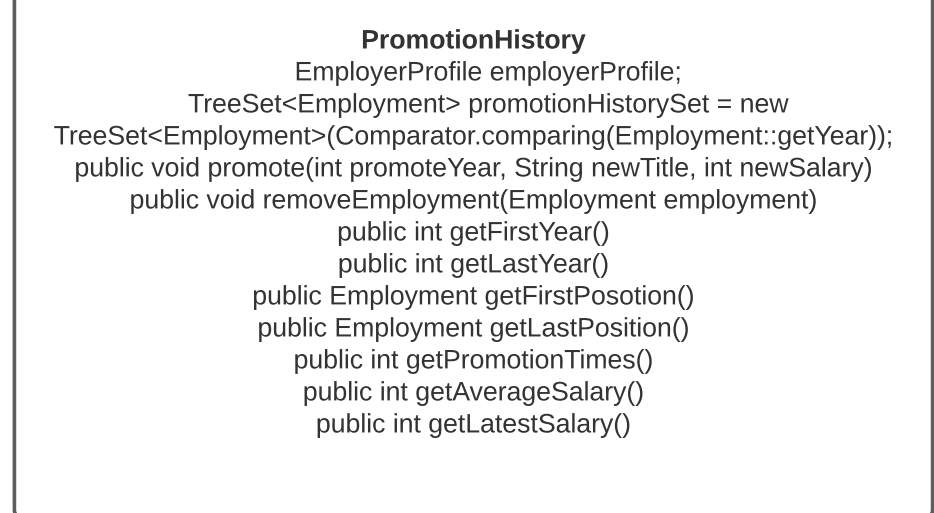 PromotionHistory
EmployerProfile employerProfile;
TreeSet<Employment> promotionHistorySet = new
TreeSet<Employment>(Comparator.comparing(Employment::getYear));
public void promote(int promoteYear, String newTitle, int newSalary)
public void removeEmployment(Employment employment)
public int getFirstYear()
public int getLastYear()
public Employment getFirstPosotion()
public Employment getLastPosition()
public int getPromotionTimes()
public int getAverageSalary()
public int getLatestSalary()